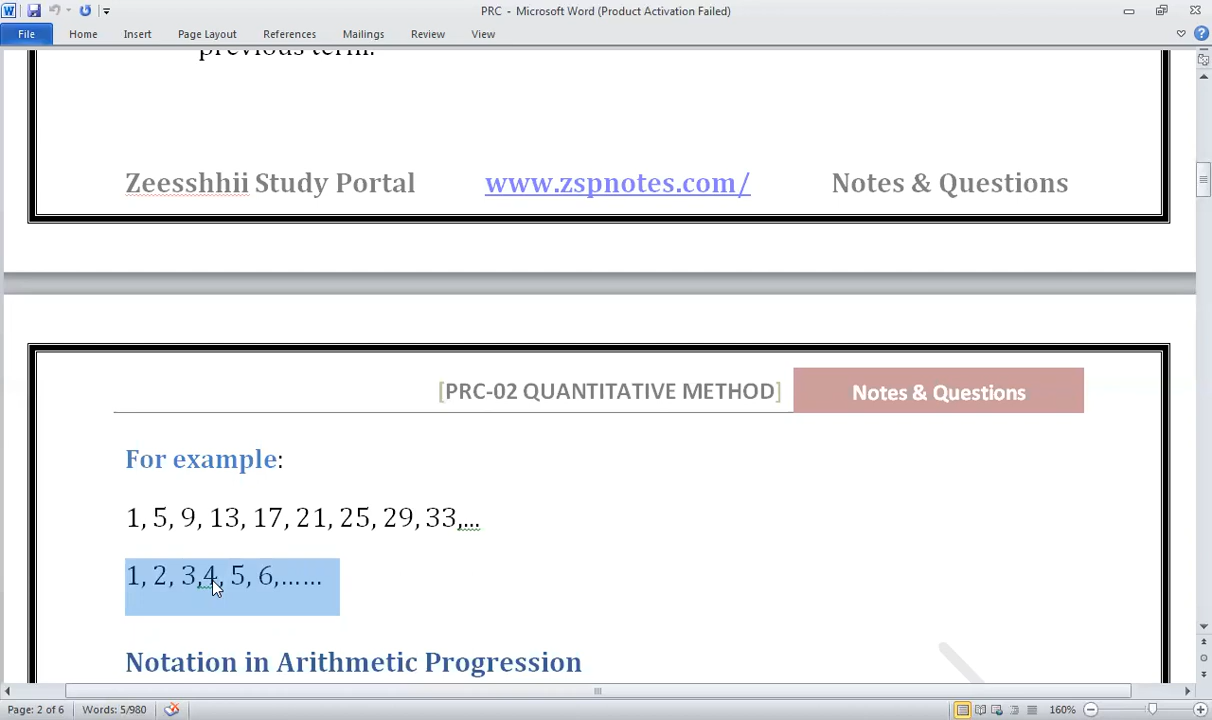 PRC - Microsoft Word (Product Activation Failed)
File Home Insert Page Layout References Mailings Review View
previous term.
Zeesshhii Study Portal www.zspnotes.com/ Notes & Questions
[PRC-02 QUANTITATIVE METHOD] Notes & Questions
For example:
1, 5, 9, 13, 17, 21, 25, 29, 33,...
1, 2, 3,4, 5, 6,......
Notation in Arithmetic Progression
Page: 2 of 6 Words: 5/980 160%